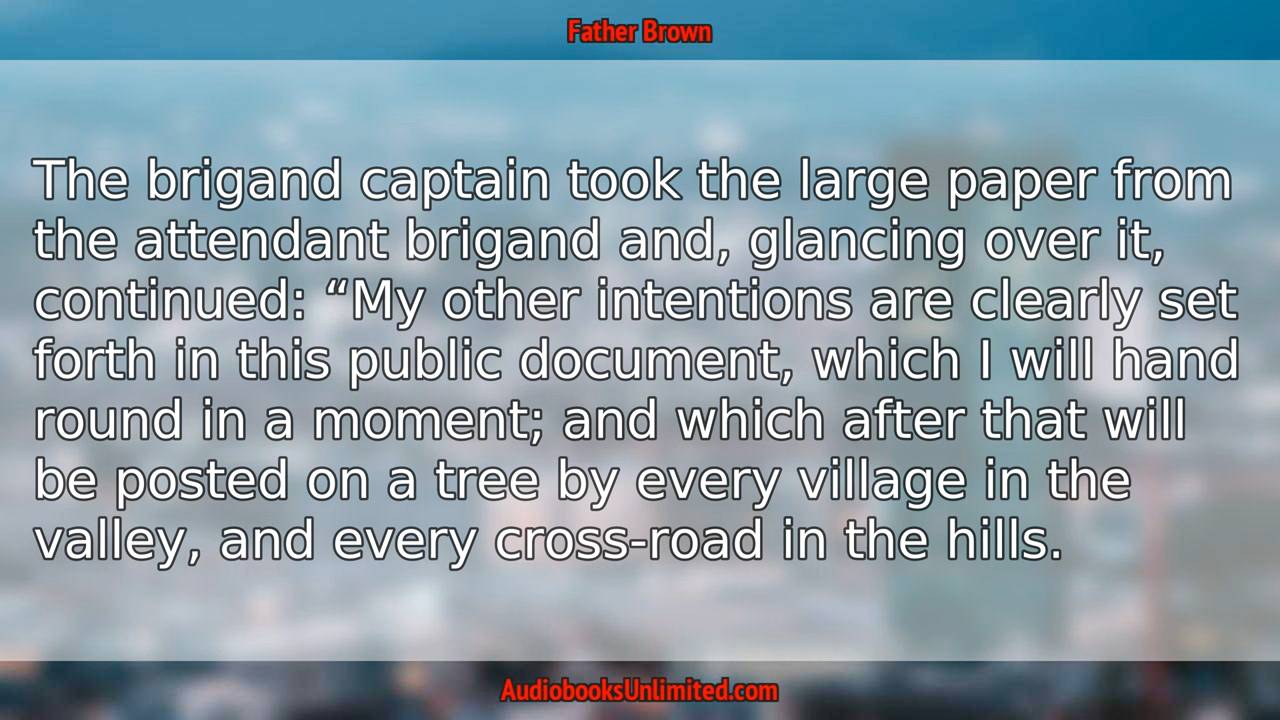 Father Brown
The brigand captain took the large paper from
the attendant brigand and, glancing over it,
continued: “My other intentions are clearly set
forth in this public document, which I will hand
round in a moment; and which after that will
be posted on a tree by every village in the
valley, and every cross-road in the hills.
AudiobooksUnlimited.com